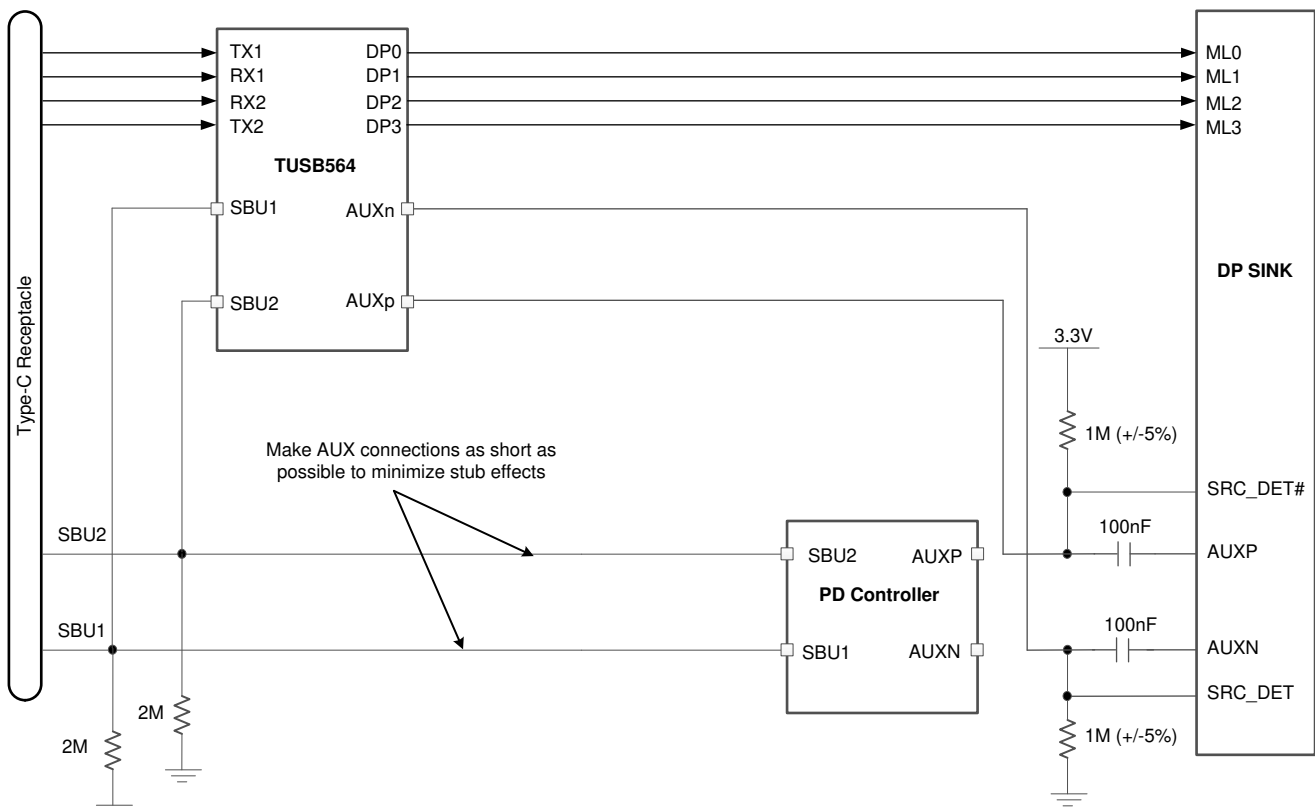 Type-C Receptacle
TX1
RX1
RX2
TX2
DP0
DP1
DP2
DP3
TUSB564
SBU1
AUXn
SBU2
AUXp
ML0
ML1
ML2
ML3
DP SINK
3.3V
1M (+/-5%)
SRC_DET#
100nF
AUXP
100nF
AUXN
SRC_DET
1M (+/-5%)
Make AUX connections as short as
possible to minimize stub effects
SBU2
SBU1
SBU2
AUXP
PD Controller
SBU1
AUXN
2M
2M